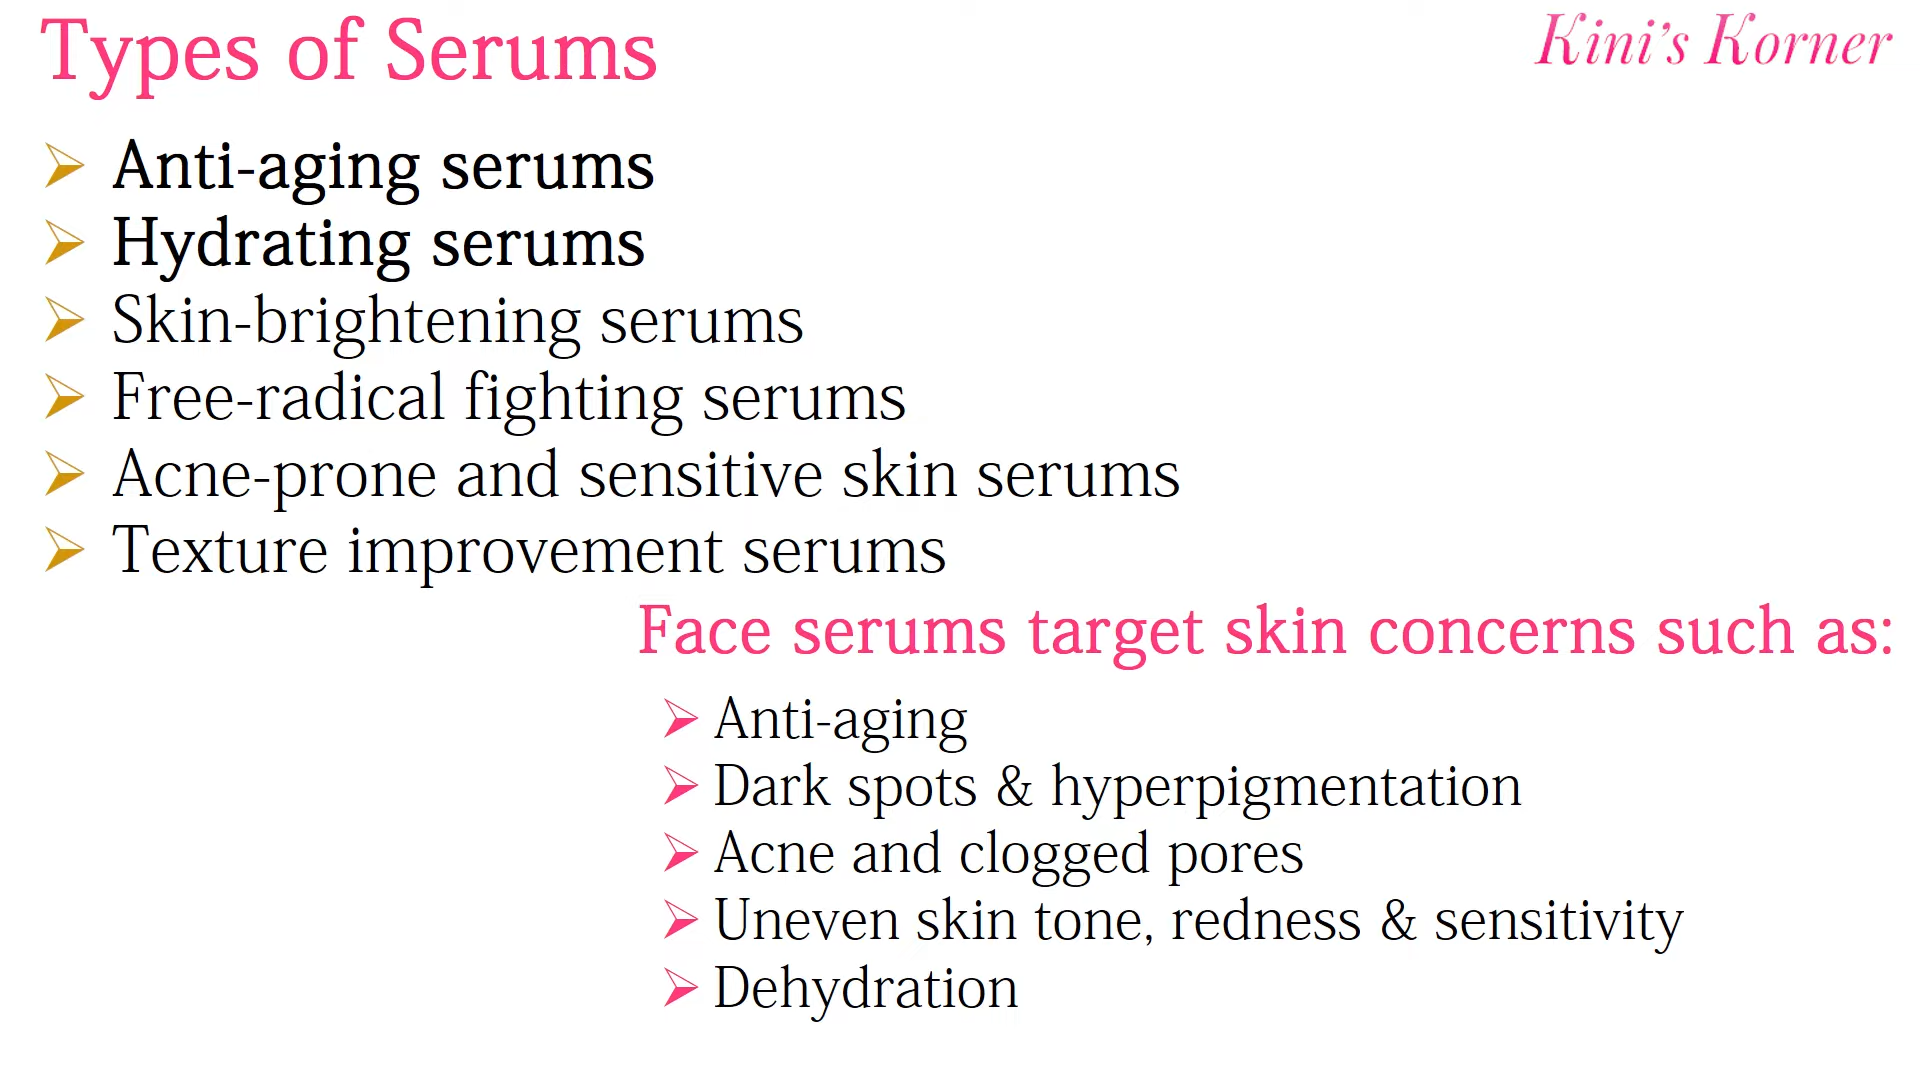 Types of Serums
Kini's Korner
Anti-aging serums
Hydrating serums
Skin-brightening serums
Free-radical fighting serums
Acne-prone and sensitive skin serums
Texture improvement serums
Face serums target skin concerns such as:
Anti-aging
Dark spots & hyperpigmentation
Acne and clogged pores
Uneven skin tone, redness & sensitivity
Dehydration